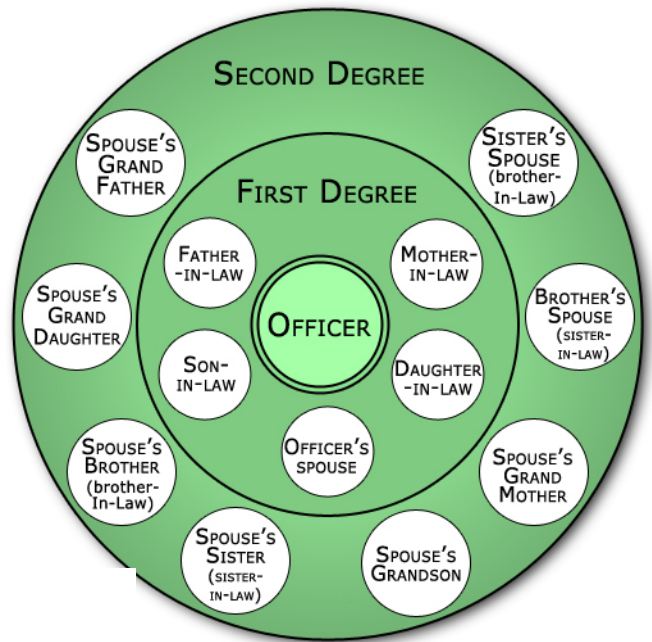 SECOND DEGREE
SPOUSE'S
GRAND
FATHER
SISTER'S
SPOUSE
(brother-
In-Law)
FIRST DEGREE
FATHER
-IN-LAW
MOTHER-
IN-LAW
SPOUSE'S
GRAND
DAUGHTER
OFFICER
BROTHER'S
SPOUSE
(SISTER-
IN-LAW)
SON-
IN-LAW
DAUGHTER
-IN-LAW
SPOUSE'S
BROTHER
(brother-
In-Law)
OFFICER'S
SPOUSE
SPOUSE'S
GRAND
MOTHER
SPOUSE'S
SISTER
(SISTER-
IN-LAW)
SPOUSE'S
GRANDSON